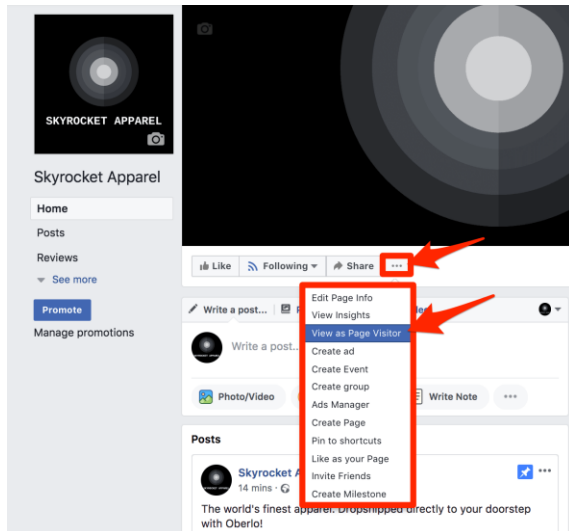 SKYROCKET APPAREL
Skyrocket Apparel
Home
Posts
Reviews
See more
Promote
Manage promotions
Like
Following
Share
...
Edit Page Info
View Insights
View as Page Visitor
Create ad
Create Event
Create group
Ads Manager
Create Page
Pin to shortcuts
Like as your Page
Invite Friends
Create Milestone
Write a post...
Write a post...
Photo/Video
Write Note
...
Posts
Skyrocket A
...
14 mins ·
The world's finest apparel. Dropshipped directly to your doorstep
with Oberlo!